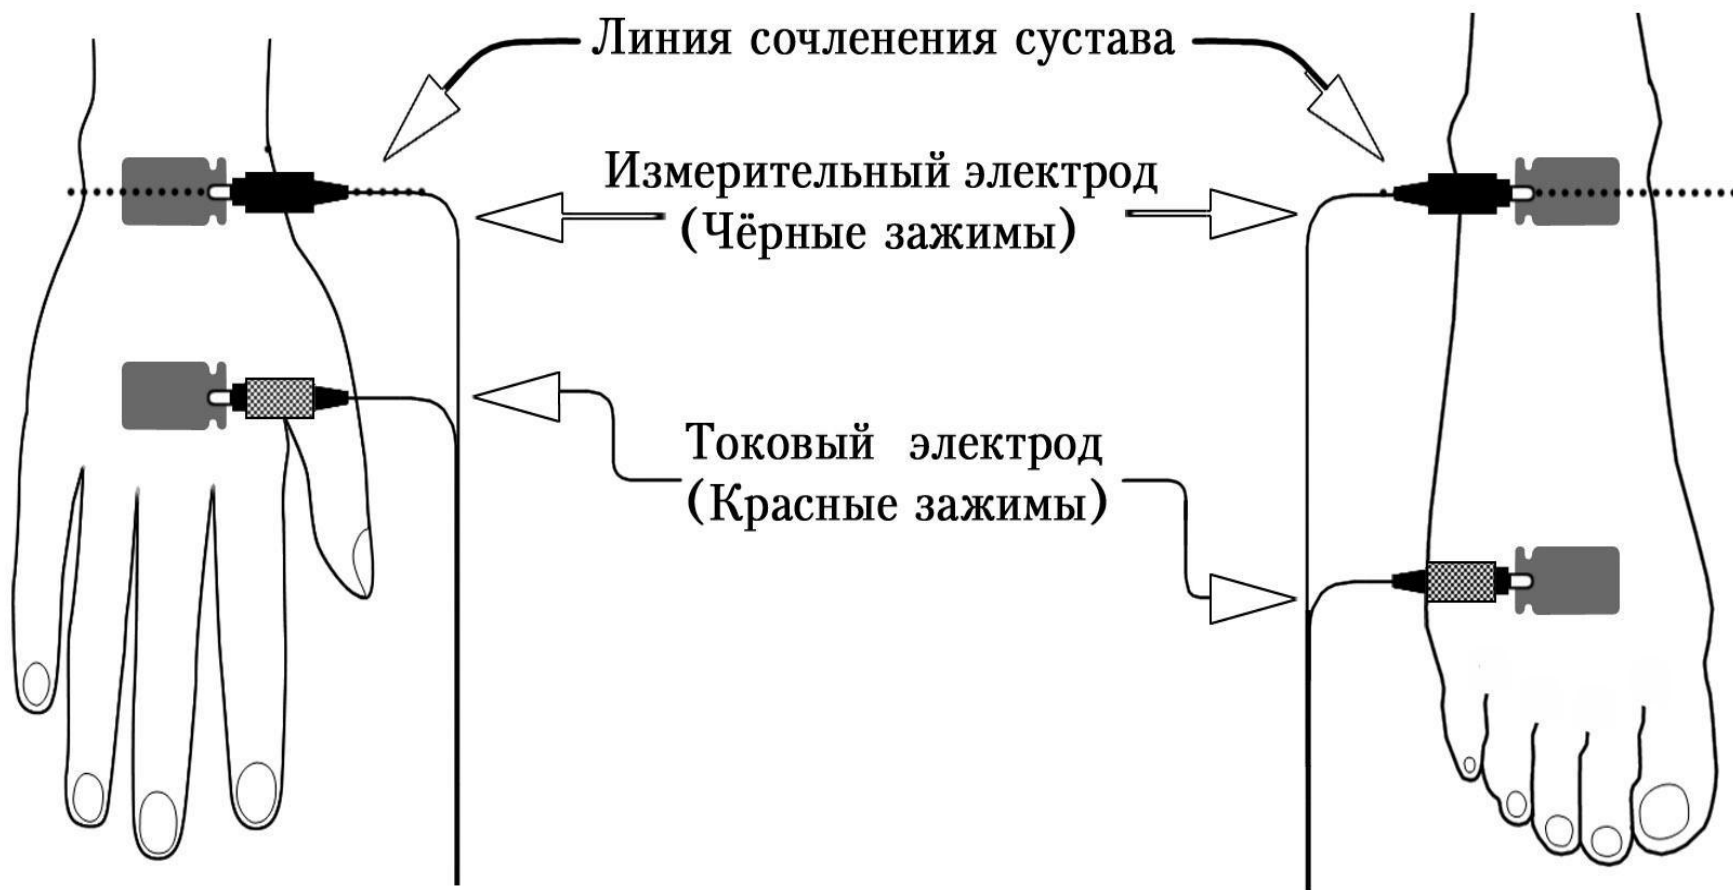 Линия сочленения сустава
Измерительный электрод
(Чёрные зажимы)
Токовый электрод
(Красные зажимы)